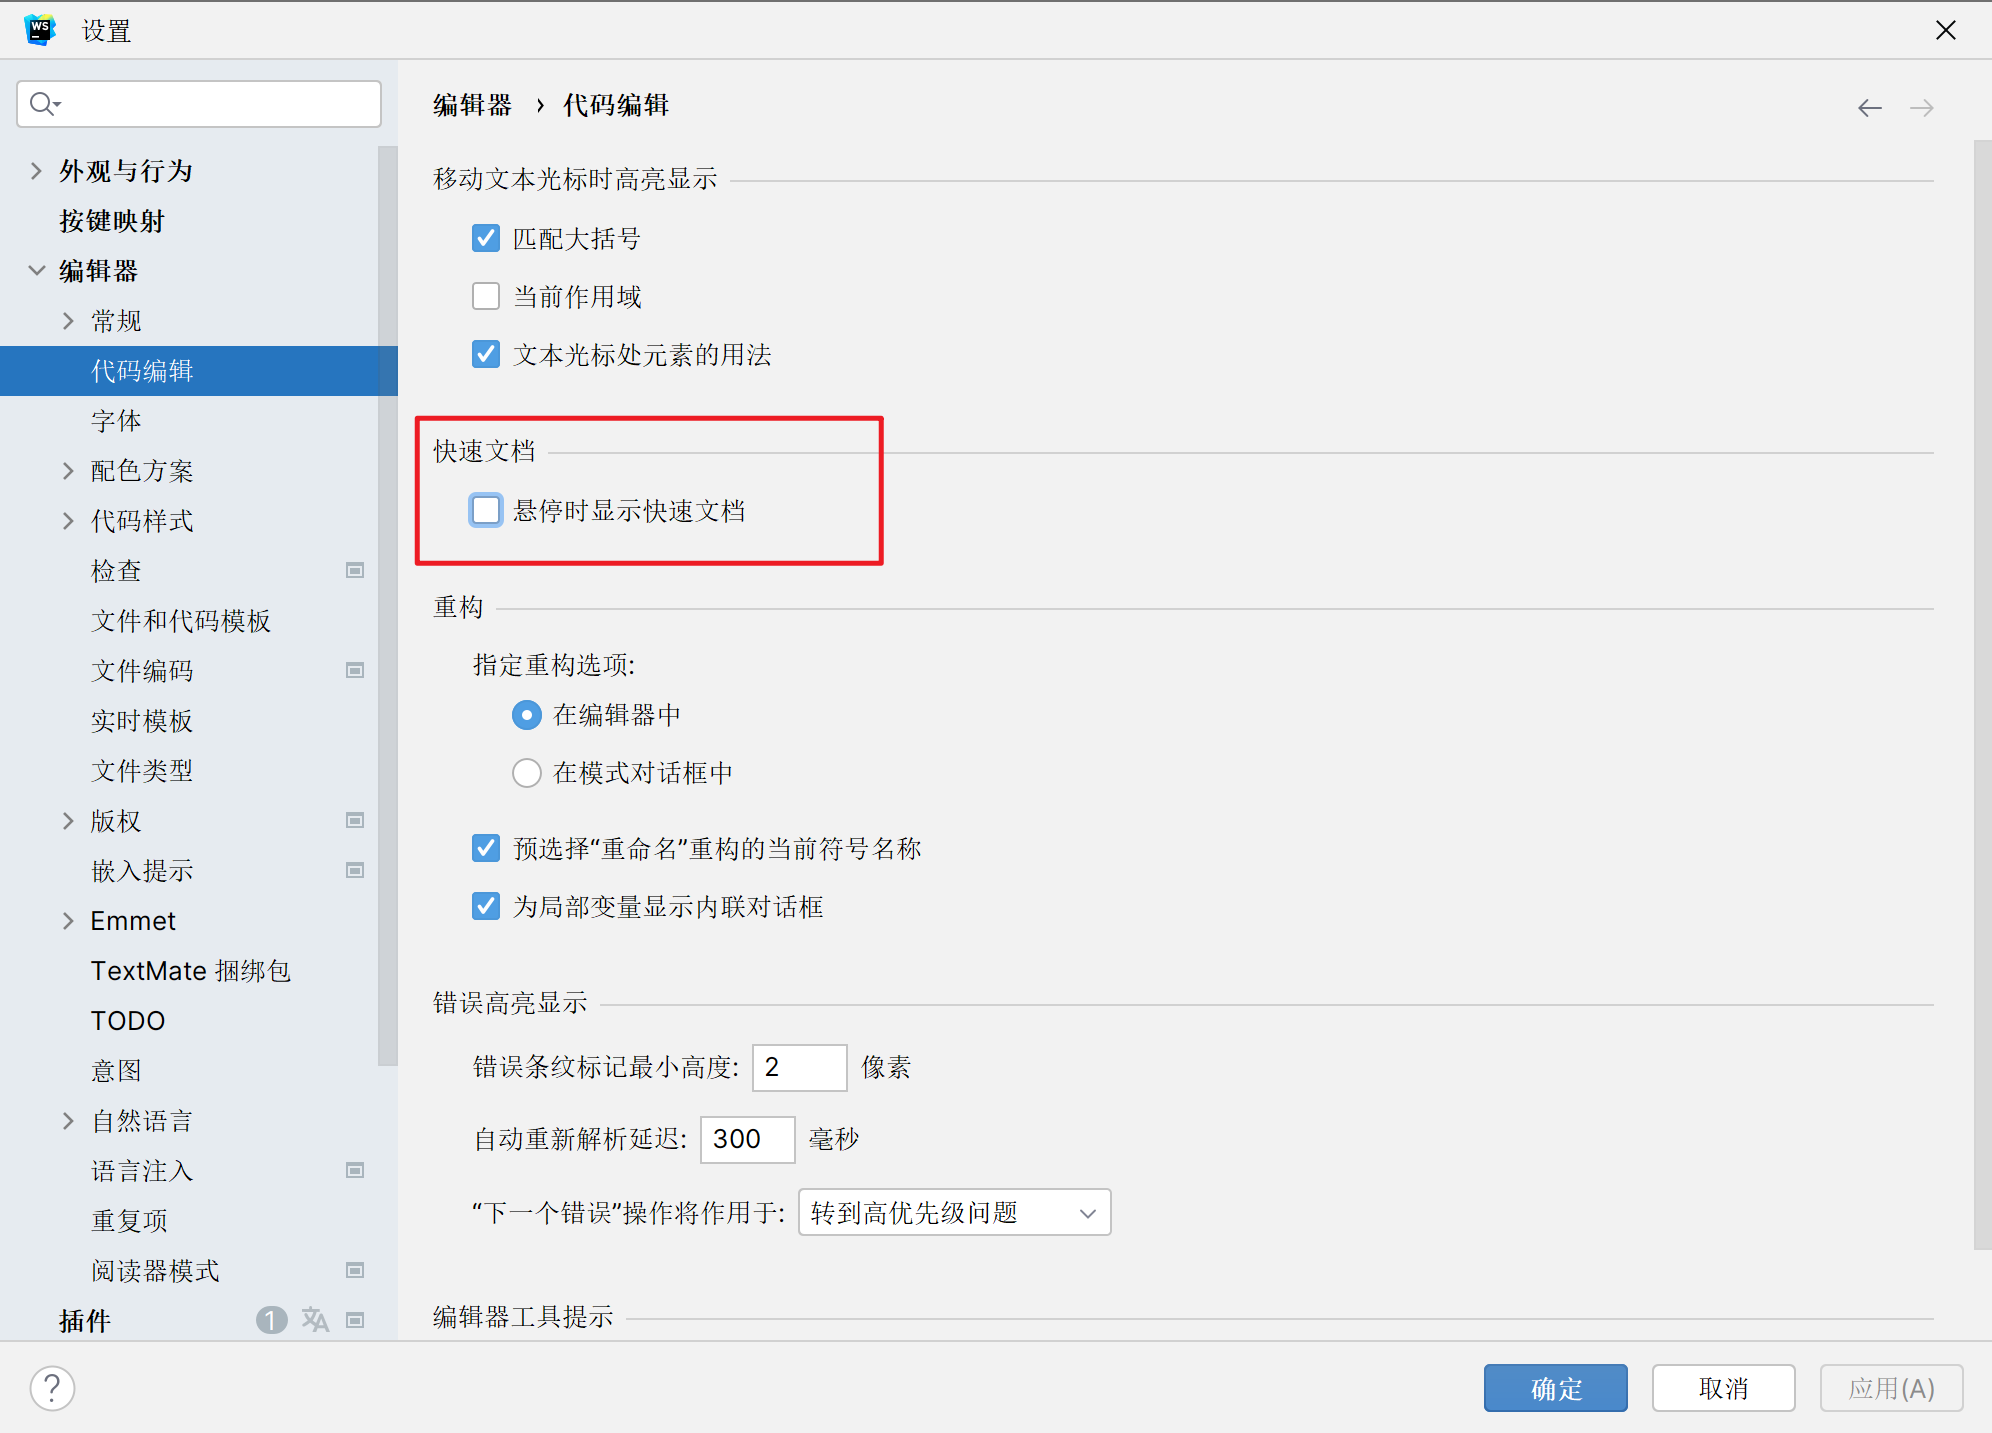 WS 设置
编辑器 › 代码编辑
外观与行为
按键映射
编辑器
常规
代码编辑
字体
配色方案
代码样式
检查
文件和代码模板
文件编码
实时模板
文件类型
版权
嵌入提示
Emmet
TextMate 捆绑包
TODO
意图
自然语言
语言注入
重复项
阅读器模式
插件 1
移动文本光标时高亮显示
匹配大括号
当前作用域
文本光标处元素的用法
快速文档
悬停时显示快速文档
重构
指定重构选项:
在编辑器中
在模式对话框中
预选择“重命名”重构的当前符号名称
为局部变量显示内联对话框
错误高亮显示
错误条纹标记最小高度: 2 像素
自动重新解析延迟: 300 毫秒
“下一个错误”操作将作用于: 转到高优先级问题
编辑器工具提示
? 确定 取消 应用(A)